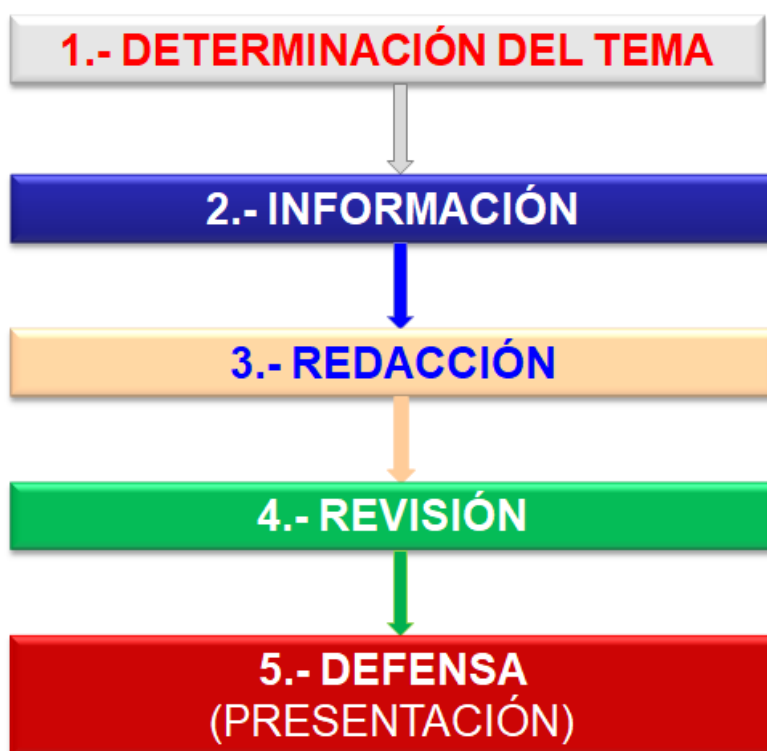 1.- DETERMINACIÓN DEL TEMA
2.- INFORMACIÓN
3.- REDACCIÓN
4.- REVISIÓN
5.- DEFENSA
(PRESENTACIÓN)